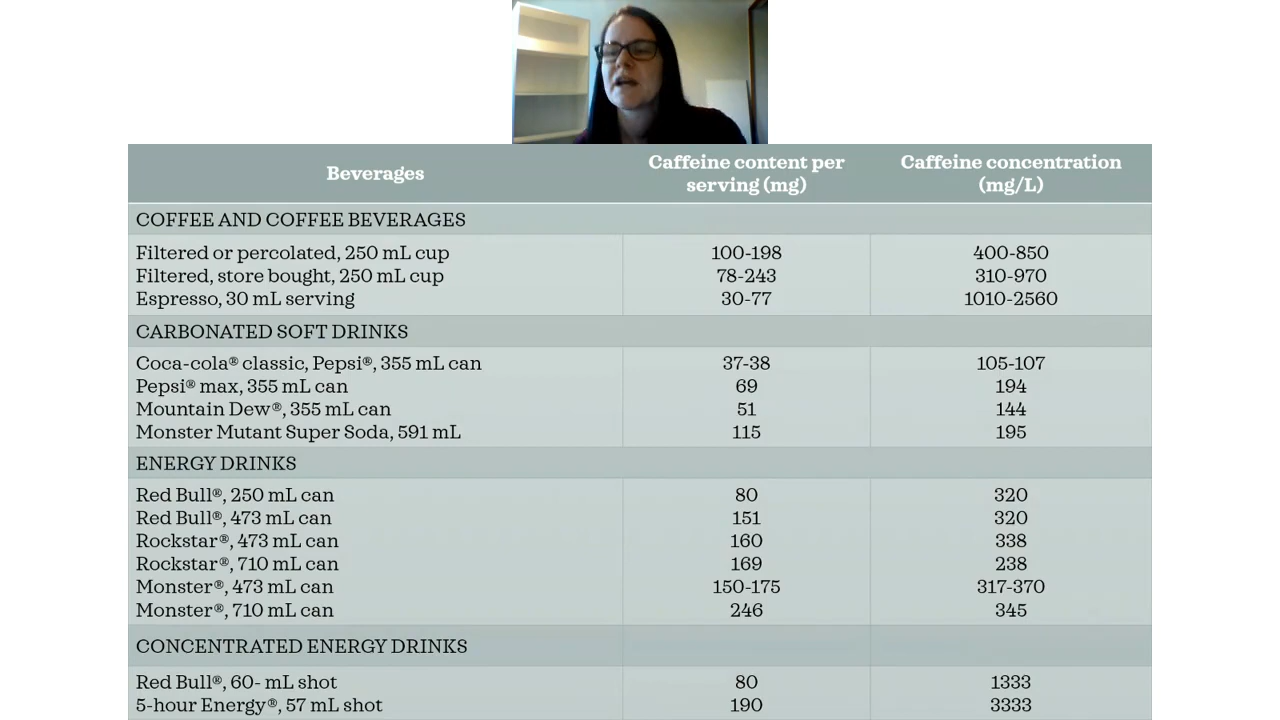 Beverages Caffeine content per serving (mg) Caffeine concentration (mg/L)
COFFEE AND COFFEE BEVERAGES
Filtered or percolated, 250 mL cup 100-198 400-850
Filtered, store bought, 250 mL cup 78-243 310-970
Espresso, 30 mL serving 30-77 1010-2560
CARBONATED SOFT DRINKS
Coca-cola® classic, Pepsi®, 355 mL can 37-38 105-107
Pepsi® max, 355 mL can 69 194
Mountain Dew®, 355 mL can 51 144
Monster Mutant Super Soda, 591 mL 115 195
ENERGY DRINKS
Red Bull®, 250 mL can 80 320
Red Bull®, 473 mL can 151 320
Rockstar®, 473 mL can 160 338
Rockstar®, 710 mL can 169 238
Monster®, 473 mL can 150-175 317-370
Monster®, 710 mL can 246 345
CONCENTRATED ENERGY DRINKS
Red Bull®, 60- mL shot 80 1333
5-hour Energy®, 57 mL shot 190 3333